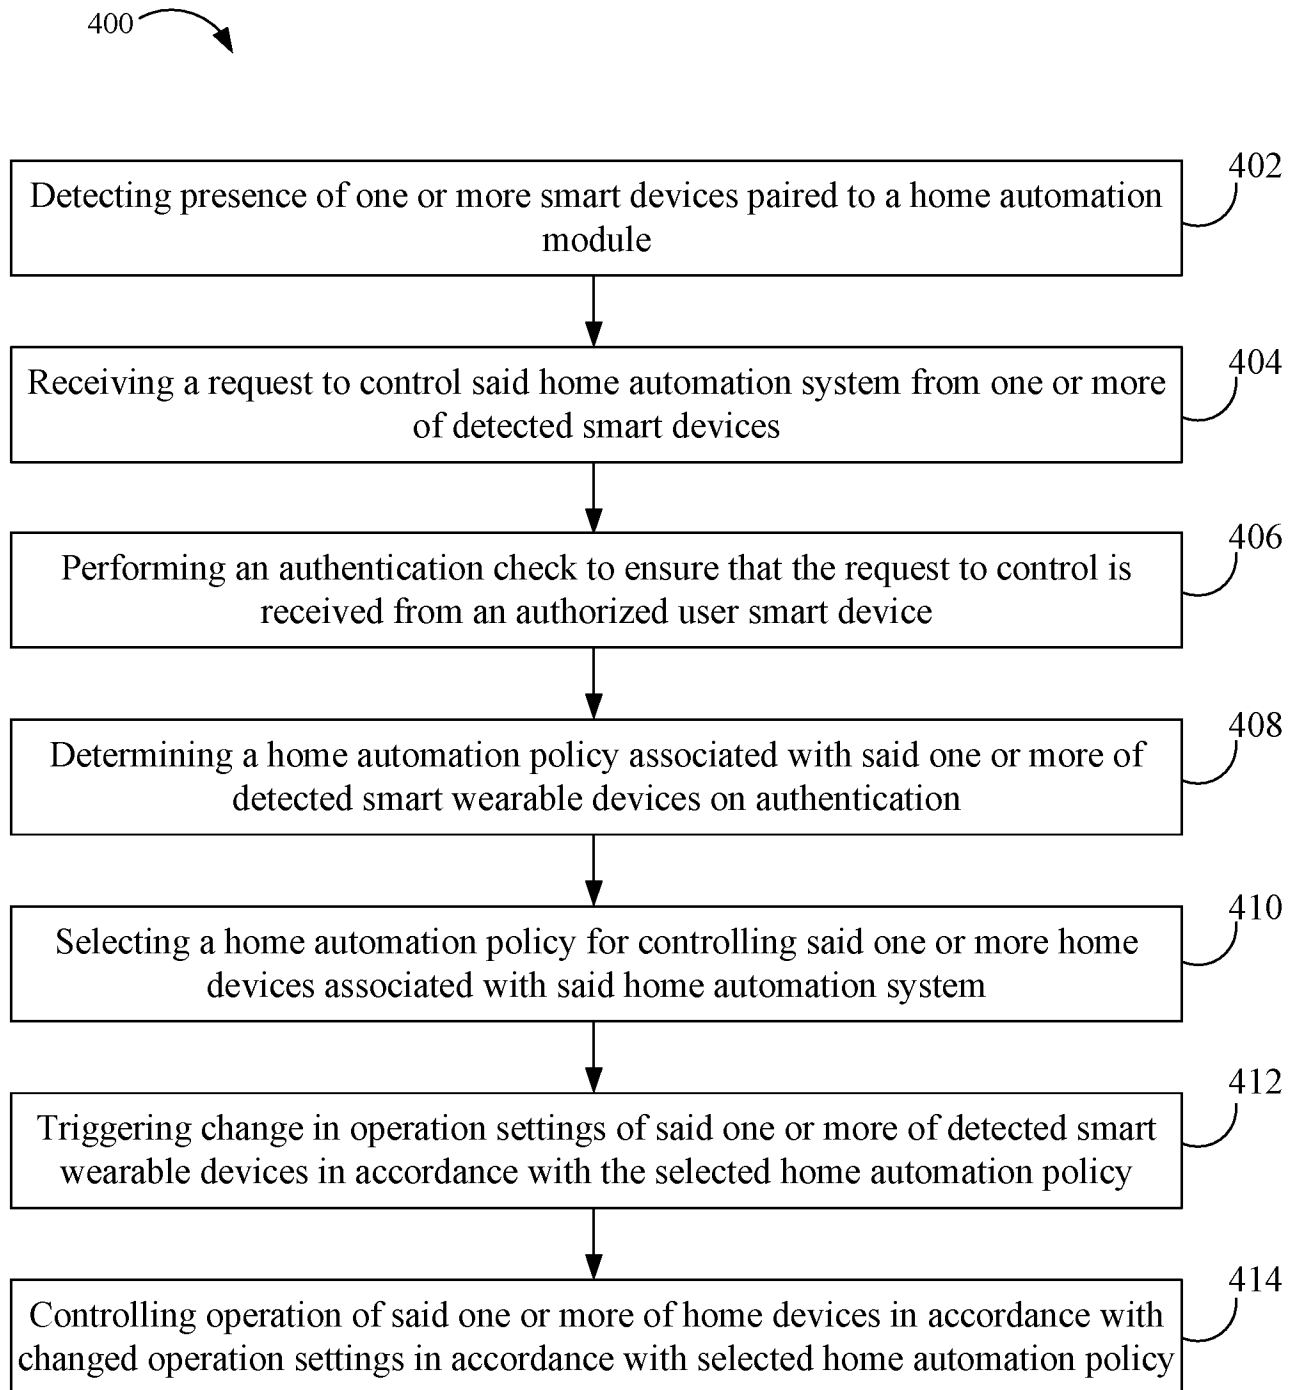 400
402
Detecting presence of one or more smart devices paired to a home automation
module
404
Receiving a request to control said home automation system from one or more
of detected smart devices
406
Performing an authentication check to ensure that the request to control is
received from an authorized user smart device
408
Determining a home automation policy associated with said one or more of
detected smart wearable devices on authentication
410
Selecting a home automation policy for controlling said one or more home
devices associated with said home automation system
412
Triggering change in operation settings of said one or more of detected smart
wearable devices in accordance with the selected home automation policy
414
Controlling operation of said one or more of home devices in accordance with
changed operation settings in accordance with selected home automation policy